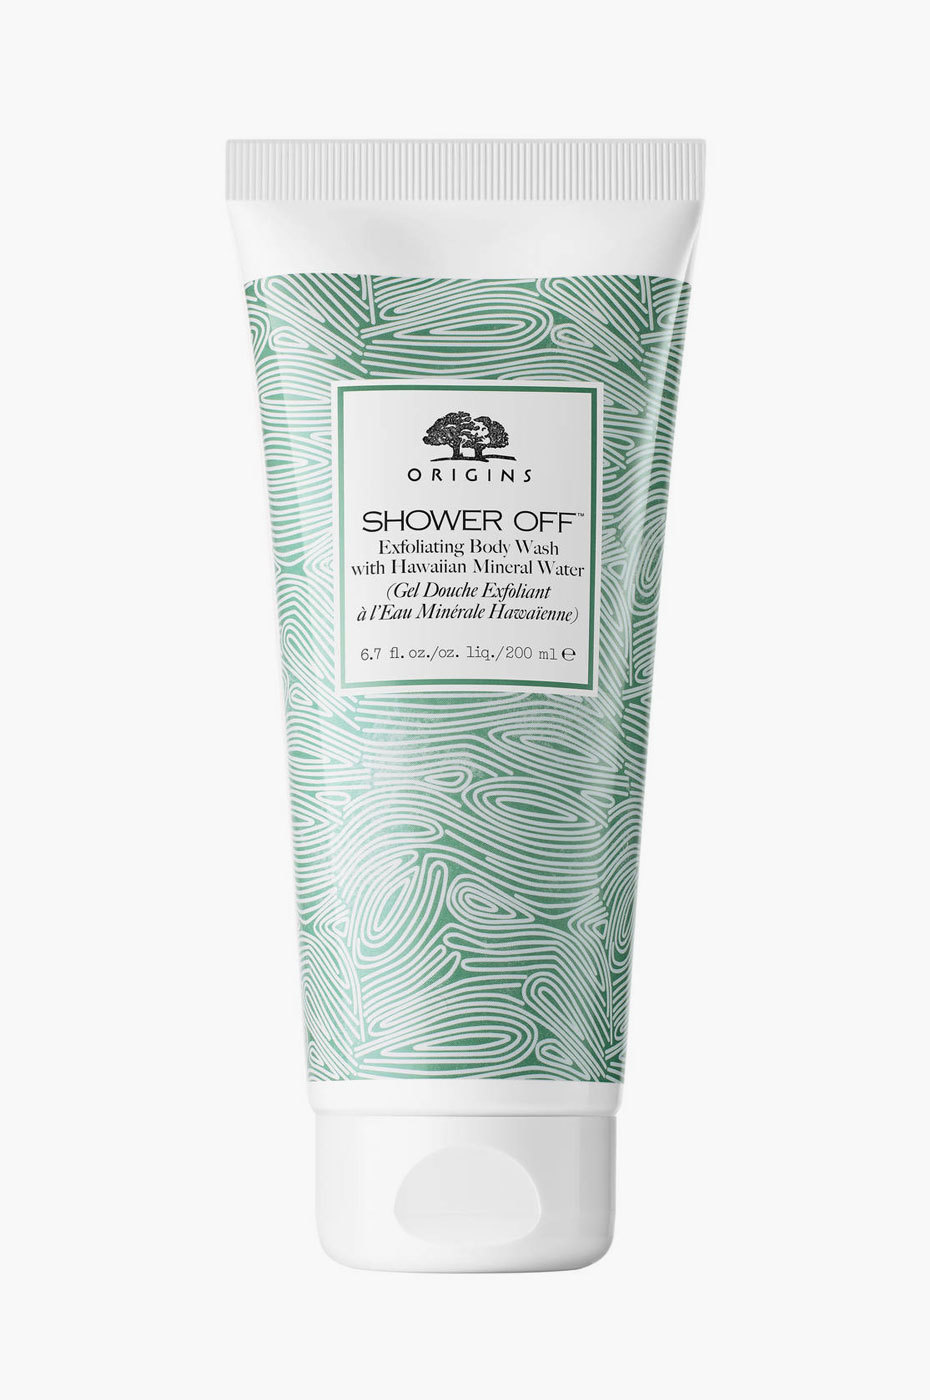 ORIGINS
SHOWER OFF™
Exfoliating Body Wash
with Hawaiian Mineral Water
(Gel Douche Exfoliant
à l'Eau Minérale Hawaïenne)
6.7 fl. oz./oz. liq./200 ml ℮